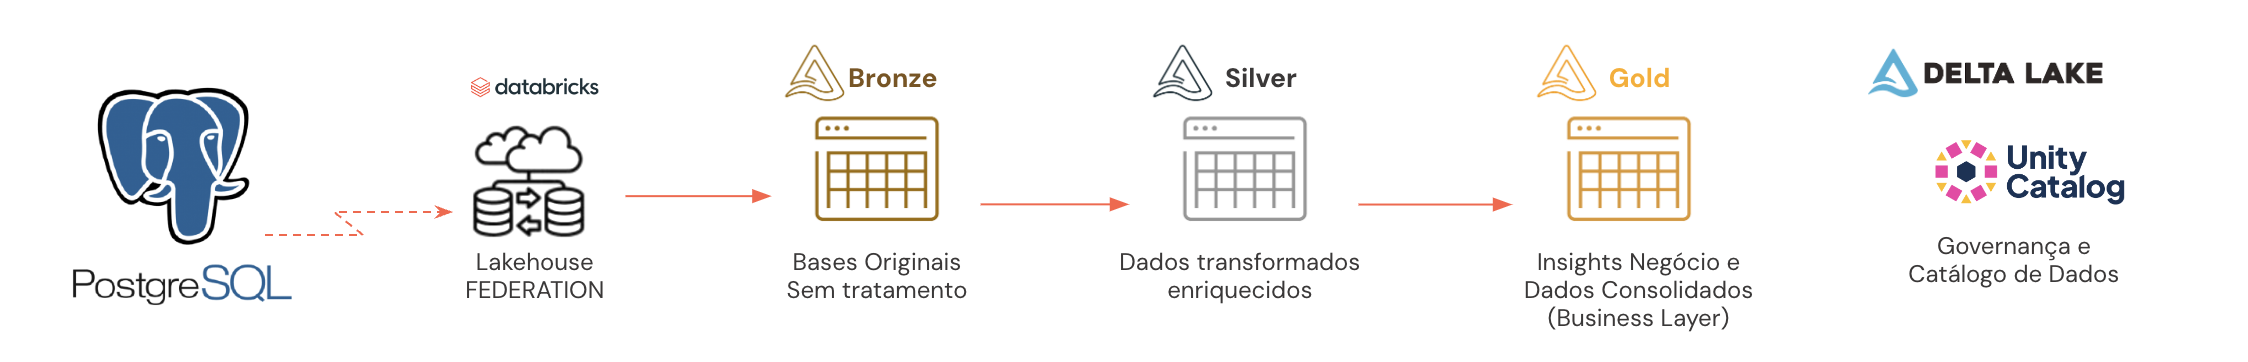 PostgreSQL
databricks
Lakehouse
FEDERATION
Bronze
Bases Originais
Sem tratamento
Silver
Dados transformados
enriquecidos
Gold
Insights Negócio e
Dados Consolidados
(Business Layer)
DELTA LAKE
Unity
Catalog
Governança e
Catálogo de Dados